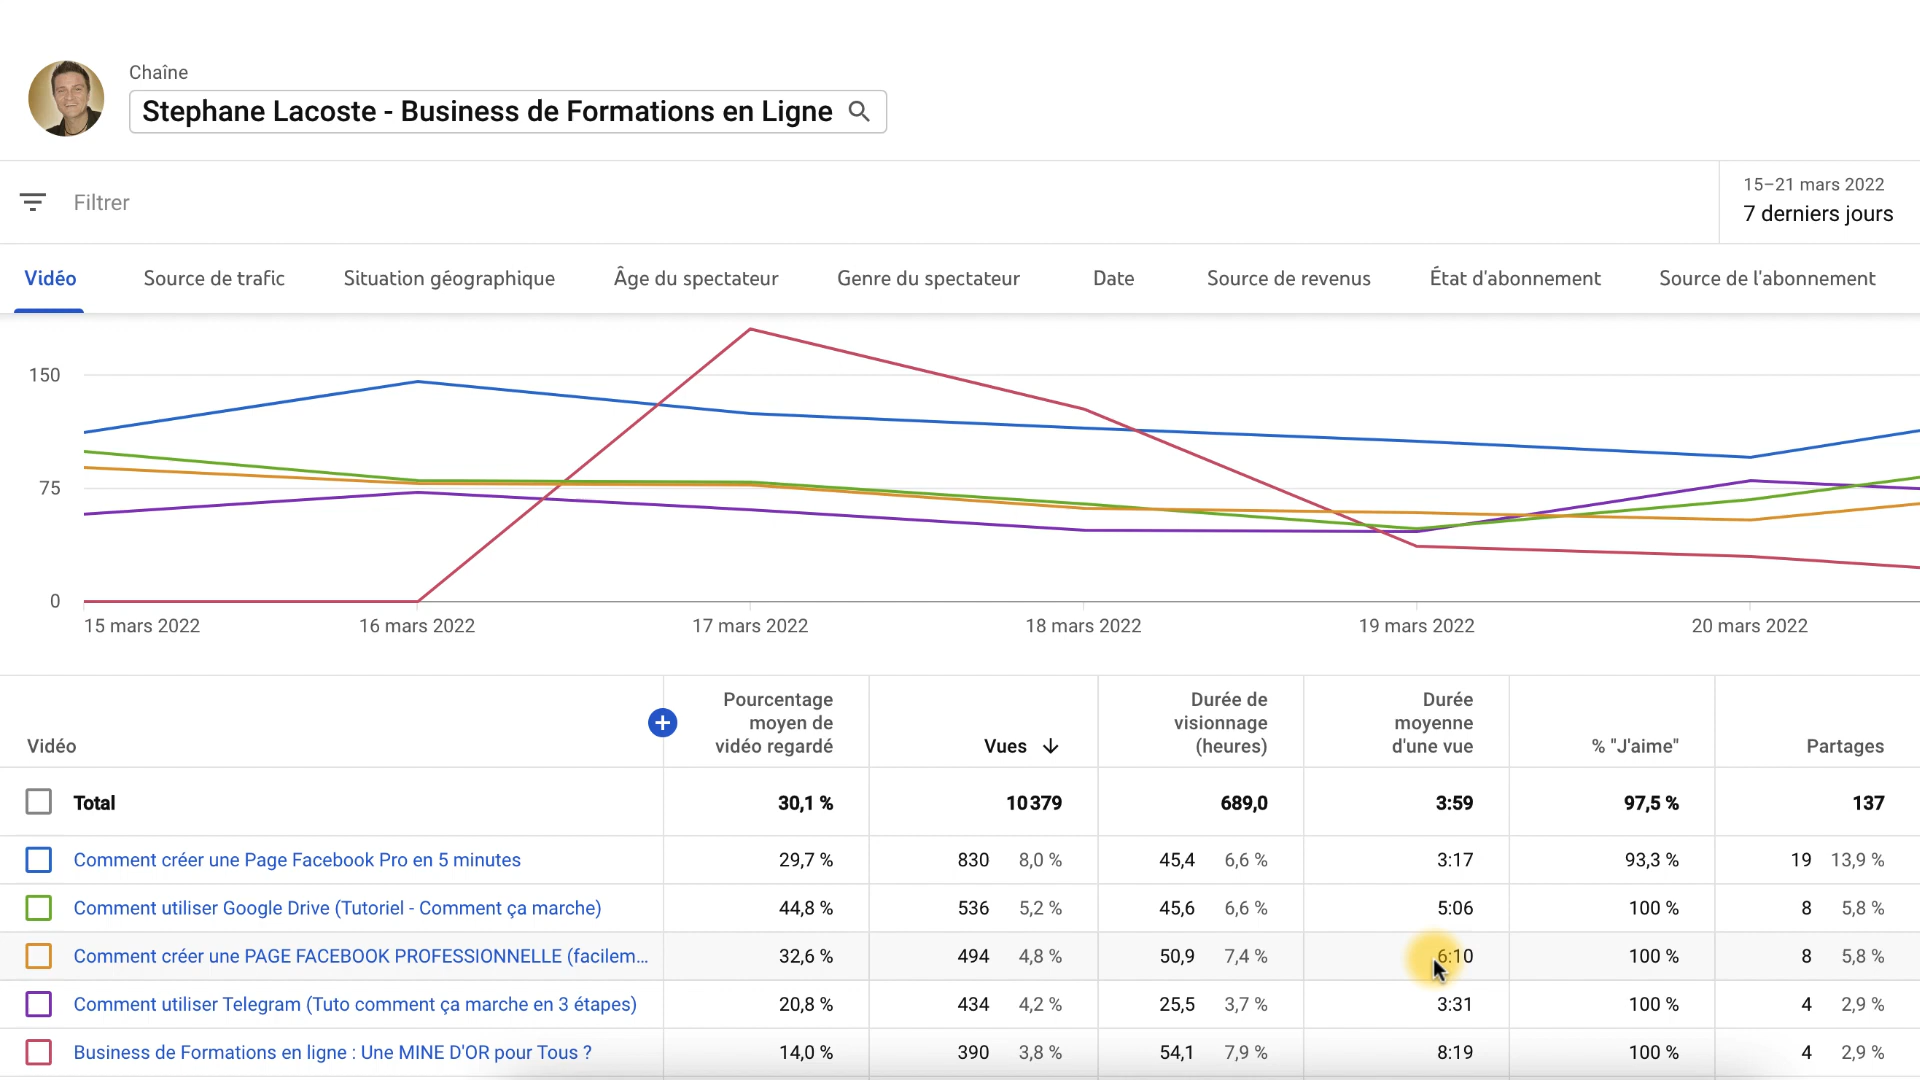 Chaîne
Stephane Lacoste - Business de Formations en Ligne
Filtrer
15–21 mars 2022
7 derniers jours
Vidéo Source de trafic Situation géographique Âge du spectateur Genre du spectateur Date Source de revenus État d'abonnement Source de l'abonnement
150
75
0
15 mars 2022 16 mars 2022 17 mars 2022 18 mars 2022 19 mars 2022 20 mars 2022
Vidéo
Pourcentage
moyen de
vidéo regardé
Vues
Durée de
visionnage
(heures)
Durée
moyenne
d'une vue
% "J'aime"
Partages
Total 30,1 % 10 379 689,0 3:59 97,5 % 137
Comment créer une Page Facebook Pro en 5 minutes 29,7 % 830 8,0 % 45,4 6,6 % 3:17 93,3 % 19 13,9 %
Comment utiliser Google Drive (Tutoriel - Comment ça marche) 44,8 % 536 5,2 % 45,6 6,6 % 5:06 100 % 8 5,8 %
Comment créer une PAGE FACEBOOK PROFESSIONNELLE (facilem... 32,6 % 494 4,8 % 50,9 7,4 % 6:10 100 % 8 5,8 %
Comment utiliser Telegram (Tuto comment ça marche en 3 étapes) 20,8 % 434 4,2 % 25,5 3,7 % 3:31 100 % 4 2,9 %
Business de Formations en ligne : Une MINE D'OR pour Tous ? 14,0 % 390 3,8 % 54,1 7,9 % 8:19 100 % 4 2,9 %